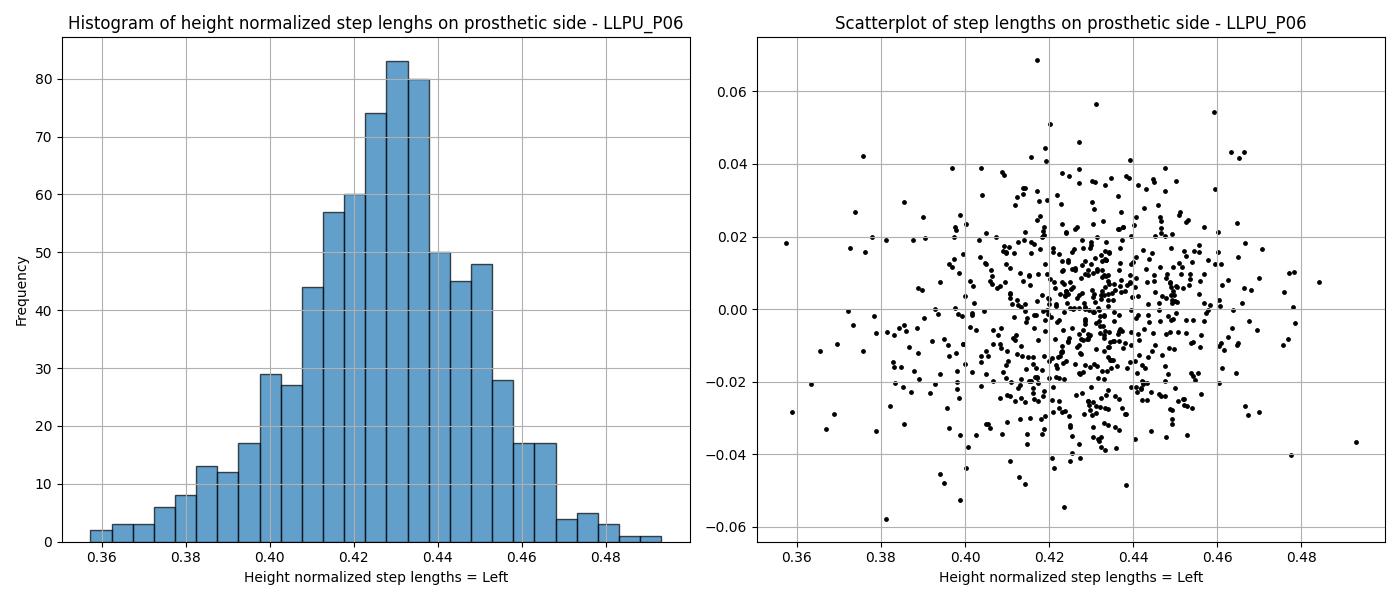 Histogram of height normalized step lenghs on prosthetic side - LLPU_P06
Frequency
80
70
60
50
40
30
20
10
0
0.36 0.38 0.40 0.42 0.44 0.46 0.48
Height normalized step lengths = Left
Scatterplot of step lengths on prosthetic side - LLPU_P06
0.06
0.04
0.02
0.00
−0.02
−0.04
−0.06
0.36 0.38 0.40 0.42 0.44 0.46 0.48
Height normalized step lengths = Left